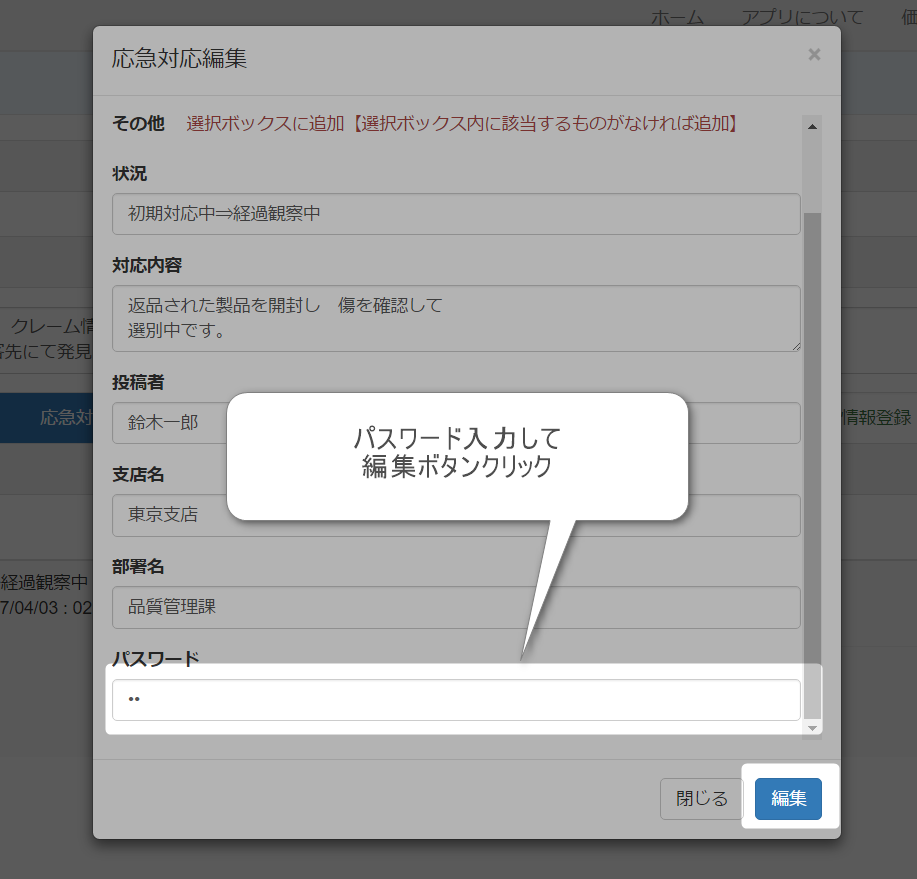 ホーム アプリについて 価
応急対応編集 ×
その他 選択ボックスに追加【選択ボックス内に該当するものがなければ追加】
状況
初期対応中⇒経過観察中
対応内容
返品された製品を開封し 傷を確認して
選別中です。
クレーム情
客先にて発見
投稿者
鈴木一郎
応急対
情報登録
パスワード入力して
編集ボタンクリック
支店名
東京支店
部署名
品質管理課
経過観察中
7/04/03 : 02
パスワード
••
閉じる 編集